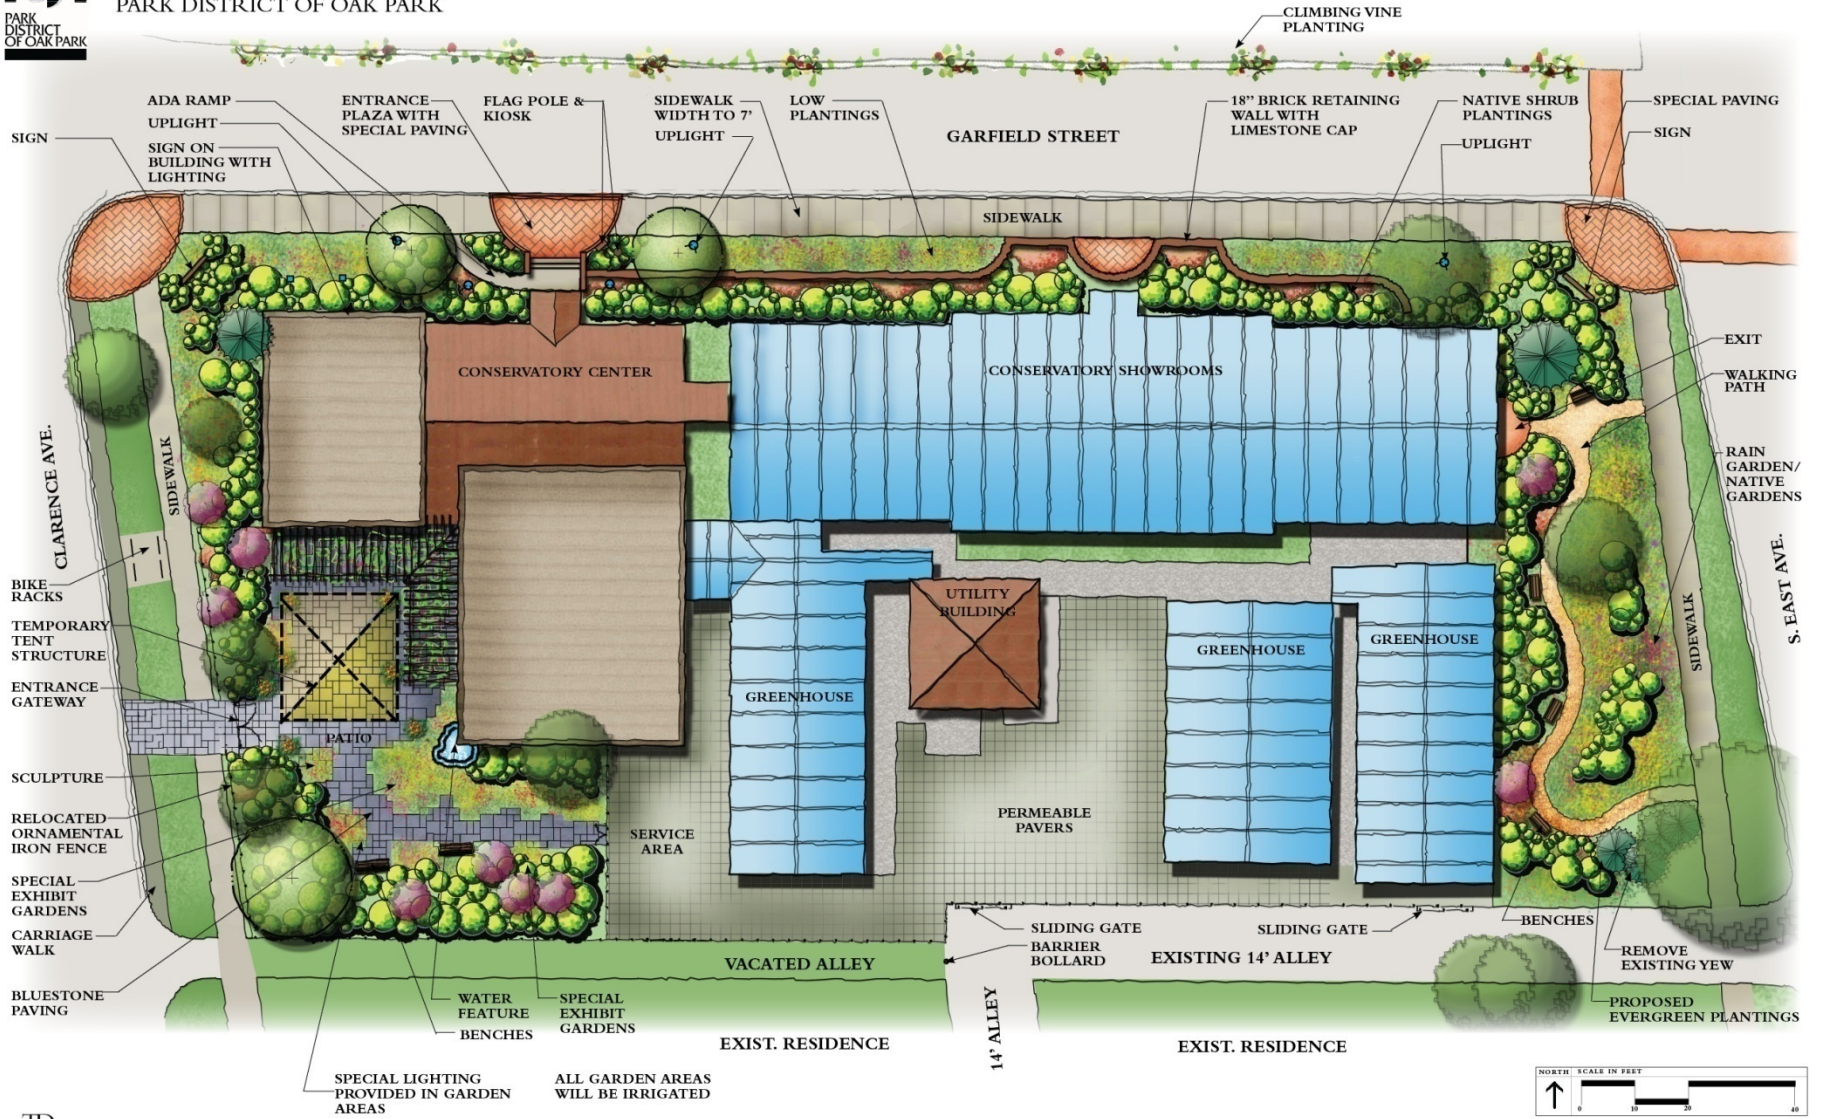 PARK DISTRICT OF OAK PARK
PARK
DISTRICT
OF OAK PARK
CLIMBING VINE
PLANTING
ADA RAMP
UPLIGHT
SIGN
SIGN ON
BUILDING WITH
LIGHTING
ENTRANCE
PLAZA WITH
SPECIAL PAVING
FLAG POLE &
KIOSK
SIDEWALK
WIDTH TO 7'
UPLIGHT
LOW
PLANTINGS
GARFIELD STREET
18" BRICK RETAINING
WALL WITH
LIMESTONE CAP
NATIVE SHRUB
PLANTINGS
UPLIGHT
SPECIAL PAVING
SIGN
SIDEWALK
CONSERVATORY CENTER
CONSERVATORY SHOWROOMS
EXIT
WALKING
PATH
RAIN
GARDEN/
NATIVE
GARDENS
CLARENCE AVE.
SIDEWALK
S. EAST AVE.
SIDEWALK
BIKE
RACKS
TEMPORARY
TENT
STRUCTURE
ENTRANCE
GATEWAY
SCULPTURE
RELOCATED
ORNAMENTAL
IRON FENCE
SPECIAL
EXHIBIT
GARDENS
CARRIAGE
WALK
BLUESTONE
PAVING
PATIO
UTILITY
BUILDING
GREENHOUSE
GREENHOUSE
GREENHOUSE
SERVICE
AREA
PERMEABLE
PAVERS
SLIDING GATE
BARRIER
BOLLARD
SLIDING GATE
BENCHES
VACATED ALLEY
EXISTING 14' ALLEY
REMOVE
EXISTING YEW
PROPOSED
EVERGREEN PLANTINGS
WATER
FEATURE
BENCHES
SPECIAL
EXHIBIT
GARDENS
14' ALLEY
EXIST. RESIDENCE
EXIST. RESIDENCE
SPECIAL LIGHTING
PROVIDED IN GARDEN
AREAS
ALL GARDEN AREAS
WILL BE IRRIGATED
NORTH
SCALE IN FEET
0 10 20 40